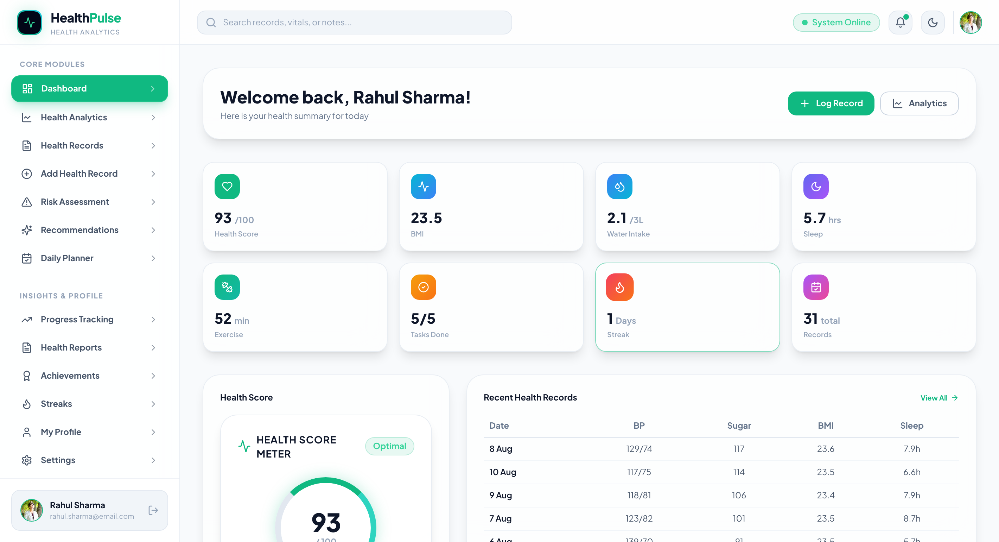 HealthPulse
HEALTH ANALYTICS
Search records, vitals, or notes...
System Online
CORE MODULES
Dashboard
Health Analytics
Health Records
Add Health Record
Risk Assessment
Recommendations
Daily Planner
INSIGHTS & PROFILE
Progress Tracking
Health Reports
Achievements
Streaks
My Profile
Settings
Rahul Sharma
rahul.sharma@email.com
Welcome back, Rahul Sharma!
Here is your health summary for today
Log Record
Analytics
93 /100
Health Score
23.5
BMI
2.1 /3L
Water Intake
5.7 hrs
Sleep
52 min
Exercise
5/5
Tasks Done
1 Days
Streak
31 total
Records
Health Score
HEALTH SCORE
METER
Optimal
93
/ 100
Recent Health Records
View All
Date BP Sugar BMI Sleep
8 Aug 129/74 117 23.6 7.9h
10 Aug 117/75 114 23.5 6.6h
9 Aug 118/81 106 23.4 7.9h
7 Aug 123/82 101 23.5 8.7h
6 Aug 139/70 91 23.5 5.7h